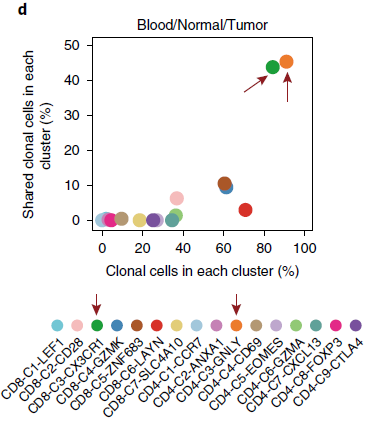 d
Blood/Normal/Tumor
Shared clonal cells in each
cluster (%)
50
40
30
20
10
0
0 20 40 60 80 100
Clonal cells in each cluster (%)
CD8-C1-LEF1
CD8-C2-CD28
CD8-C3-CX3CR1
CD8-C4-GZMK
CD8-C5-ZNF683
CD8-C6-LAYN
CD8-C7-SLC4A10
CD4-C1-CCR7
CD4-C2-ANXA1
CD4-C3-GNLY
CD4-C4-CD69
CD4-C5-EOMES
CD4-C6-GZMA
CD4-C7-CXCL13
CD4-C8-FOXP3
CD4-C9-CTLA4